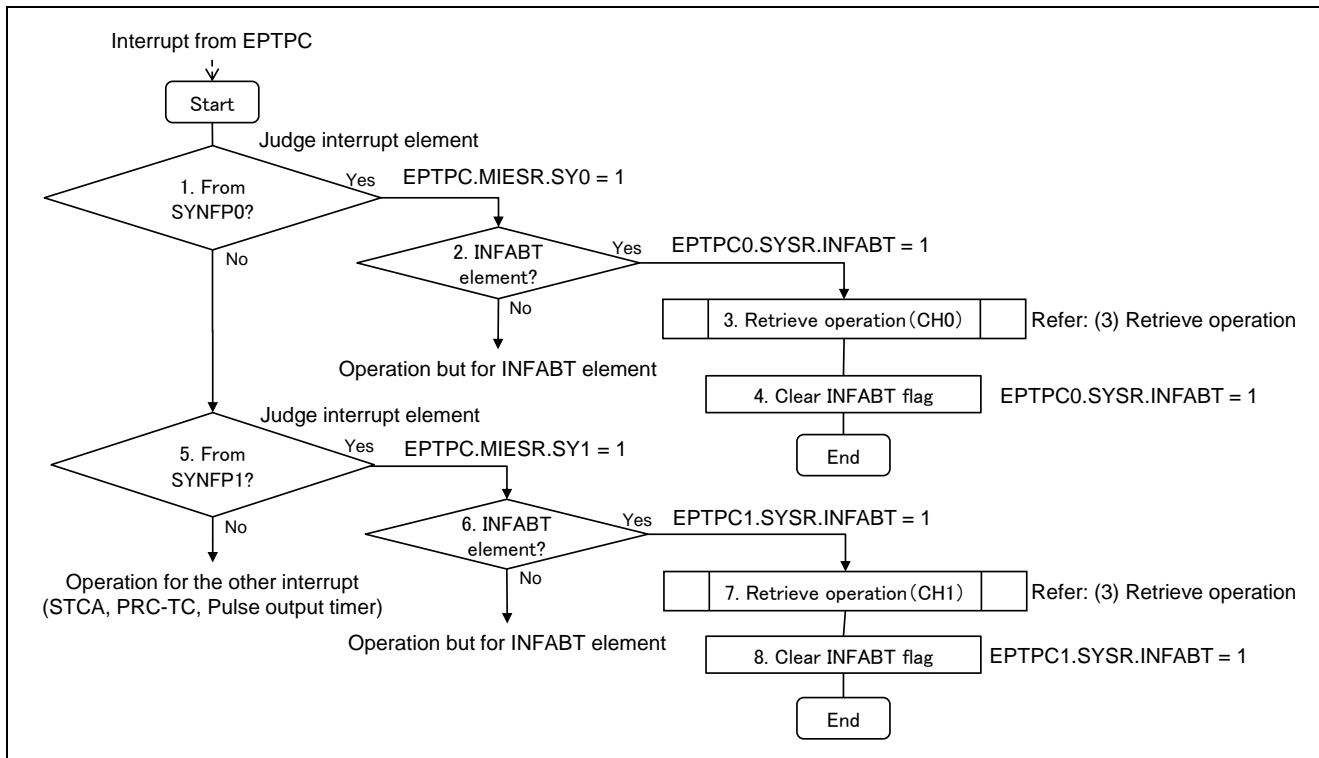 Interrupt from EPTPC
Start
Judge interrupt element
1. From
SYNFP0?
Yes
EPTPC.MIESR.SY0 = 1
No
2. INFABT
element?
Yes
EPTPC0.SYSR.INFABT = 1
No
3. Retrieve operation(CH0)
Refer: (3) Retrieve operation
Operation but for INFABT element
4. Clear INFABT flag
EPTPC0.SYSR.INFABT = 1
End
Judge interrupt element
5. From
SYNFP1?
Yes
EPTPC.MIESR.SY1 = 1
No
6. INFABT
element?
Yes
EPTPC1.SYSR.INFABT = 1
No
Operation for the other interrupt
(STCA, PRC-TC, Pulse output timer)
7. Retrieve operation(CH1)
Refer: (3) Retrieve operation
Operation but for INFABT element
8. Clear INFABT flag
EPTPC1.SYSR.INFABT = 1
End